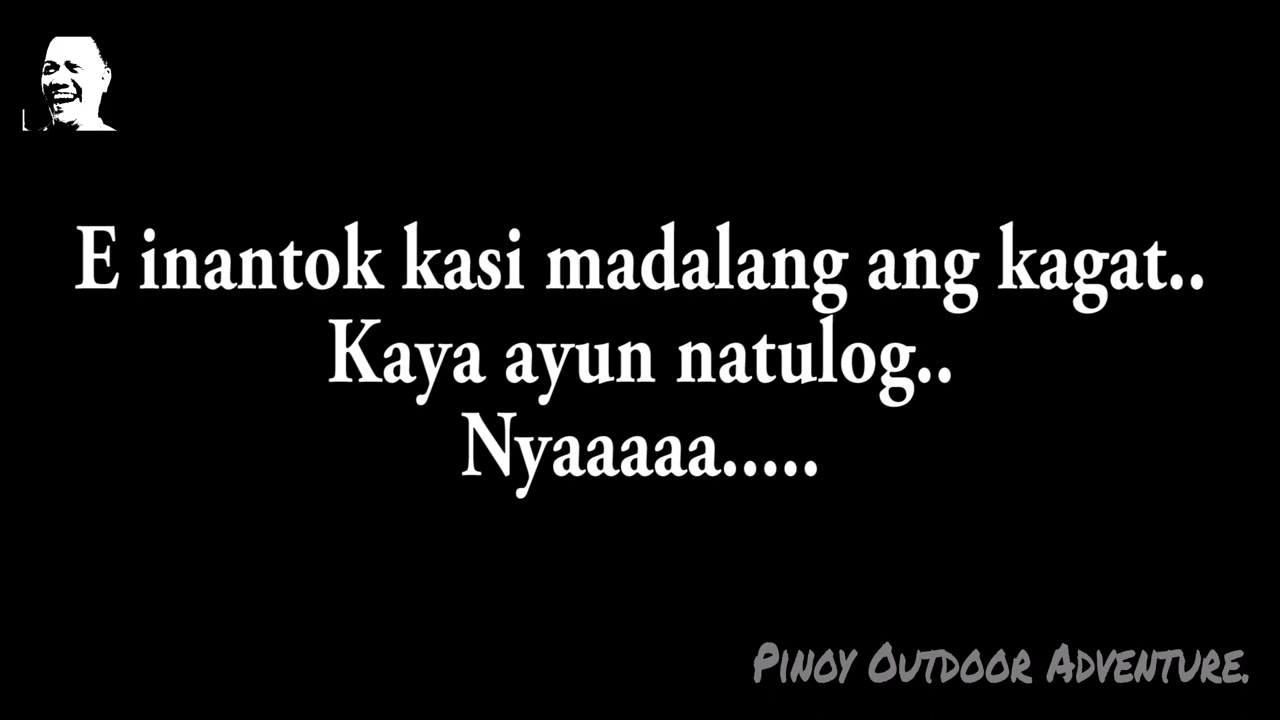 E inantok kasi madalang ang kagat..
Kaya ayun natulog..
Nyaaaaa.....
Pinoy Outdoor Adventure.